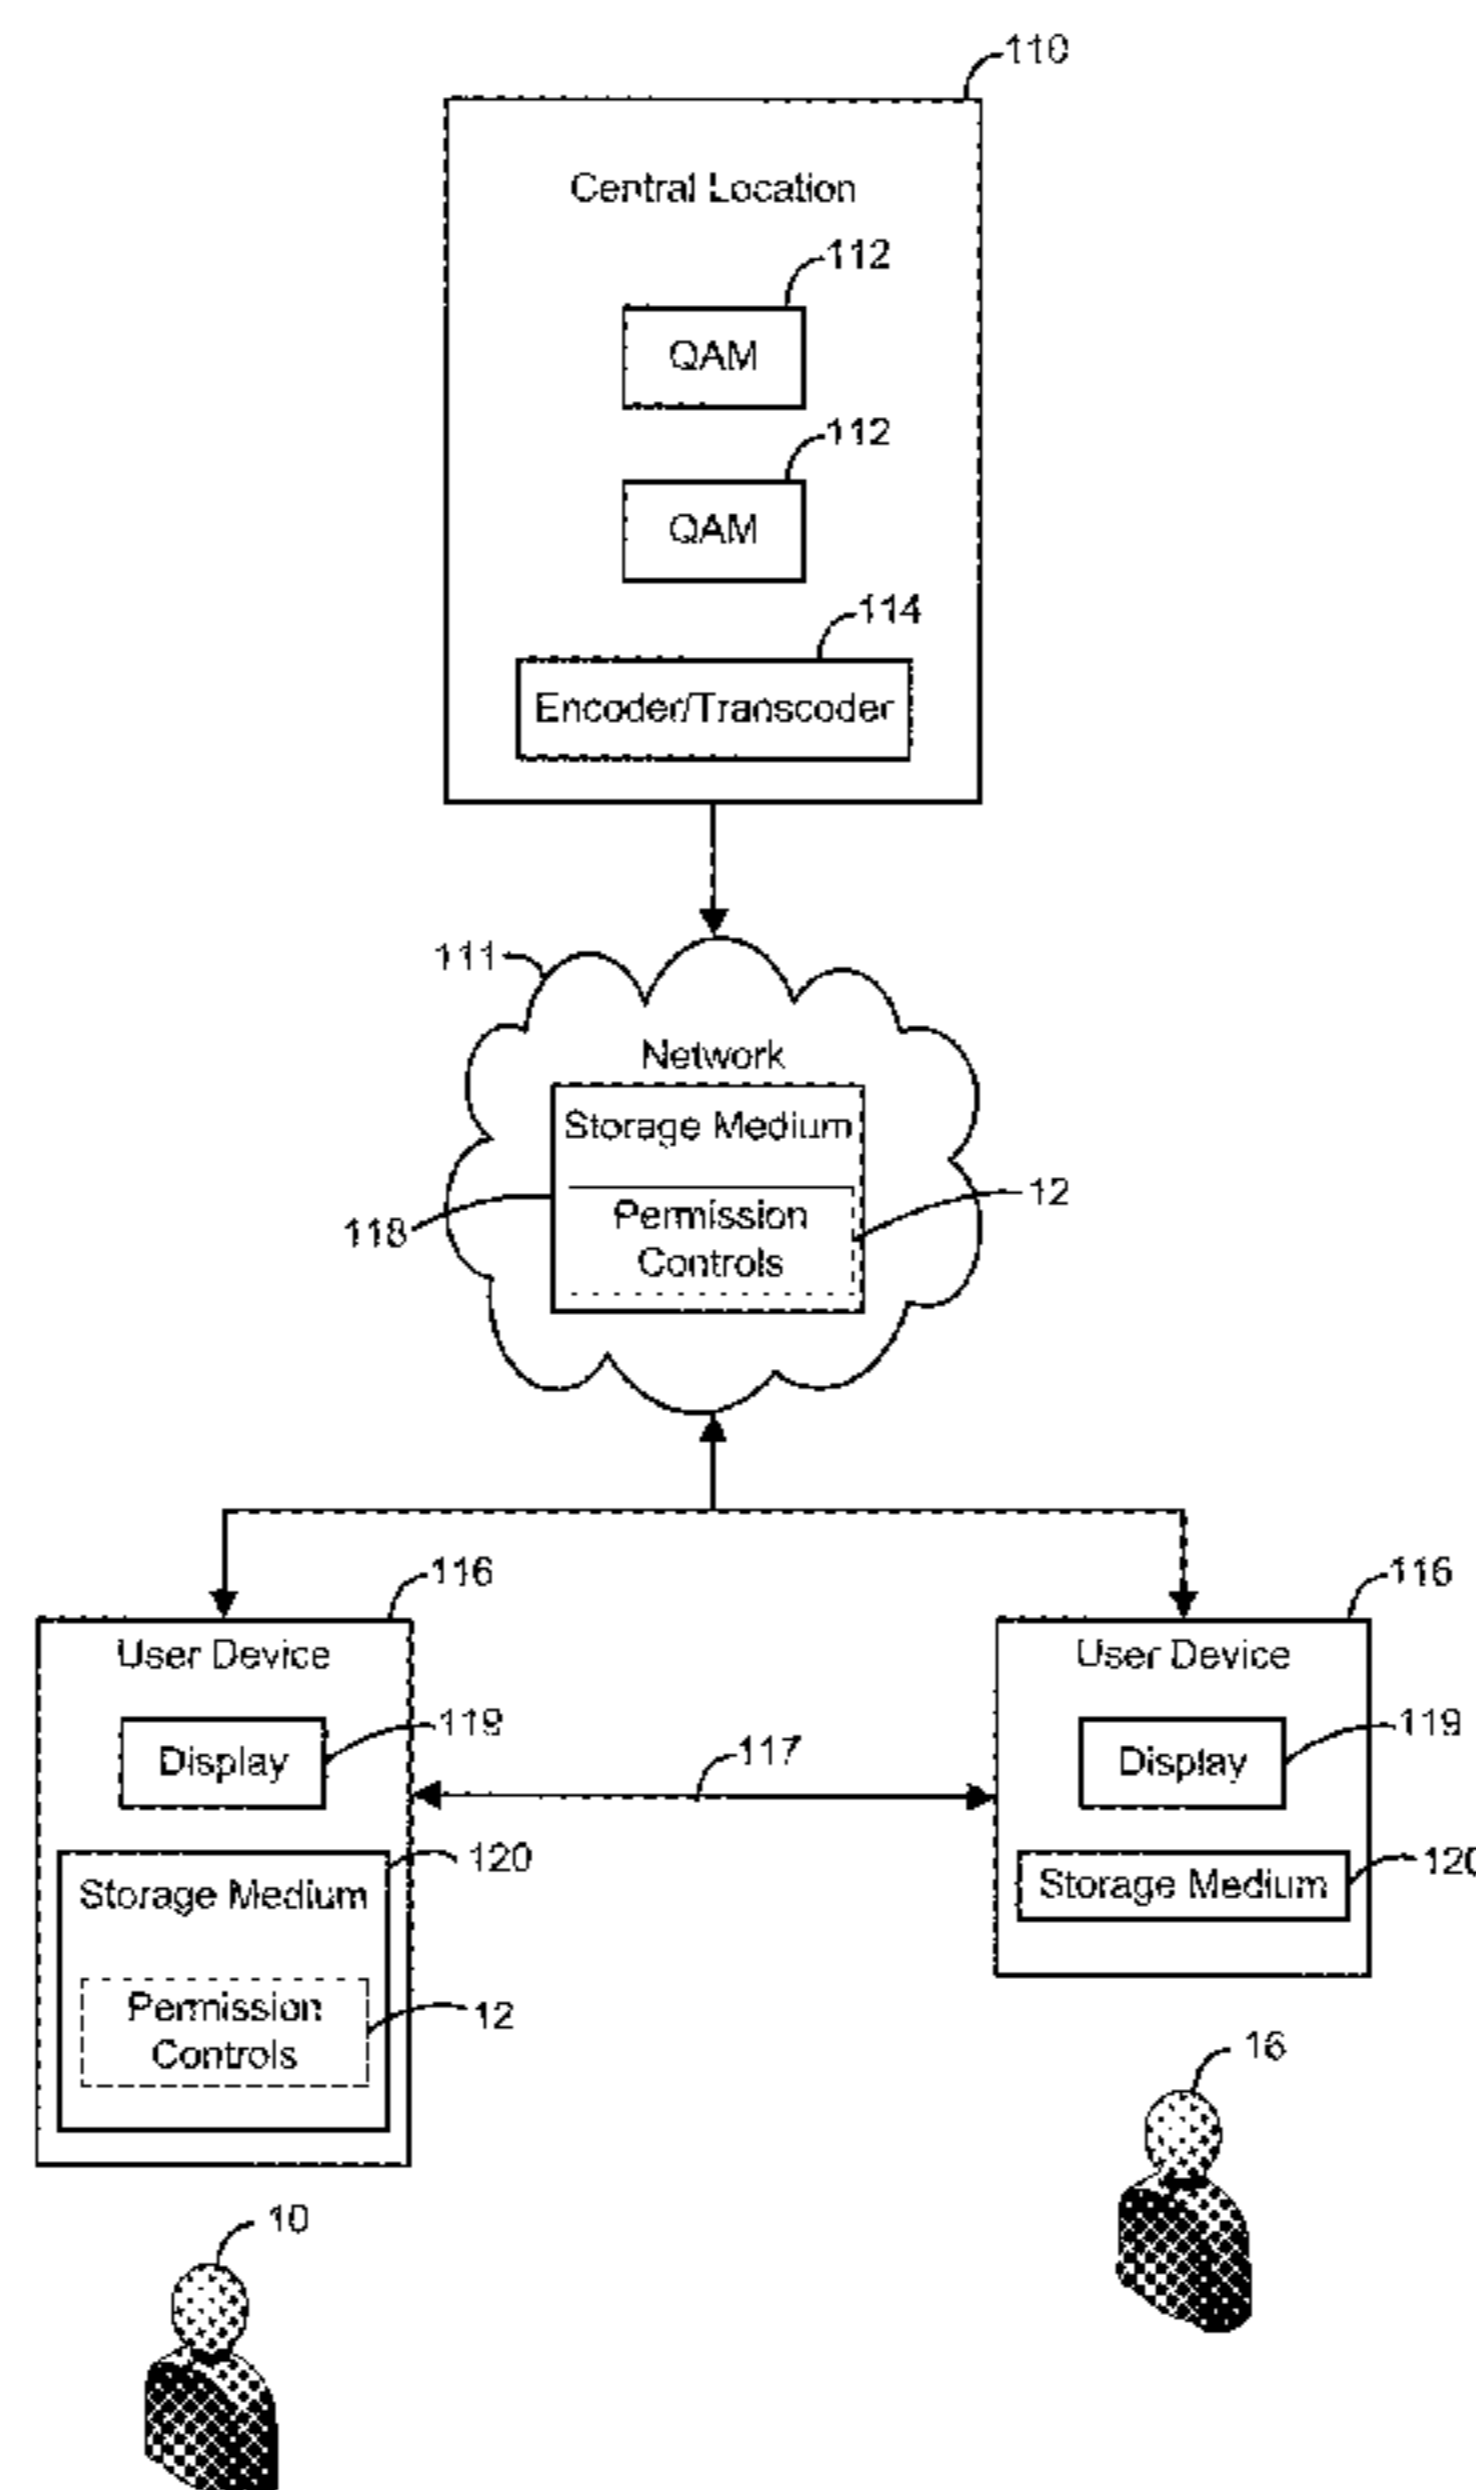 110
Central Location
112
QAM
112
QAM
114
Encoder/Transcoder
111
Network
Storage Medium
12
118
Permission
Controls
116
116
User Device
User Device
119
119
Display
Display
117
120
120
Storage Medium
Storage Medium
Permission
Controls
12
16
10